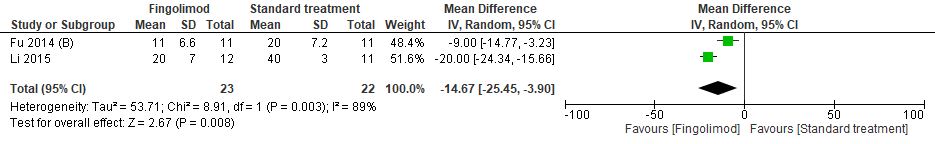 Fingolimod Standard treatment Mean Difference Mean Difference
Study or Subgroup Mean SD Total Mean SD Total Weight IV, Random, 95% CI IV, Random, 95% CI
Fu 2014 (B) 11 6.6 11 20 7.2 11 48.4% -9.00 [-14.77, -3.23]
Li 2015 20 7 12 40 3 11 51.6% -20.00 [-24.34, -15.66]
Total (95% CI) 23 22 100.0% -14.67 [-25.45, -3.90]
Heterogeneity: Tau² = 53.71; Chi² = 8.91, df = 1 (P = 0.003); I² = 89%
Test for overall effect: Z = 2.67 (P = 0.008)
-100 -50 0 50 100
Favours [Fingolimod] Favours [Standard treatment]